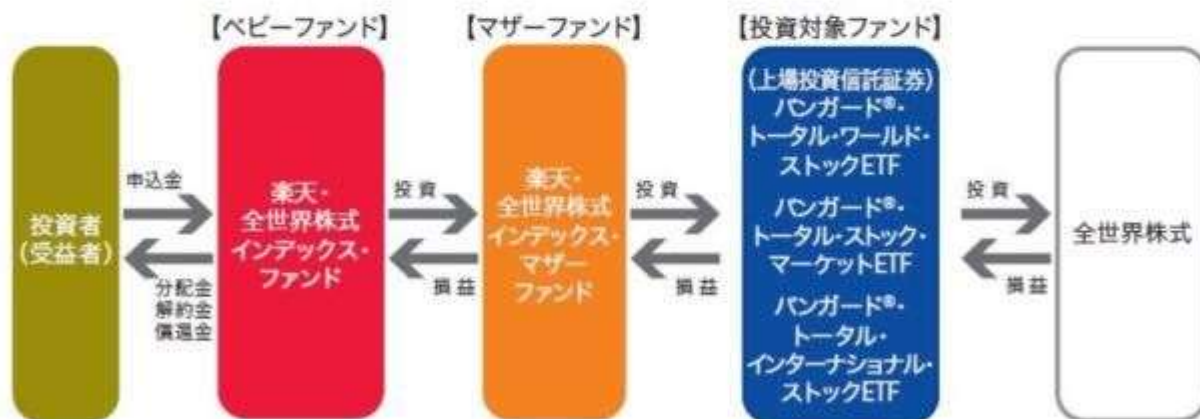 【ベビーファンド】
【マザーファンド】
【投資対象ファンド】
投資者
(受益者)
申込金
分配金
解約金
償還金
楽天・
全世界株式
インデックス・
ファンド
投資
損益
楽天・
全世界株式
インデックス・
マザー
ファンド
投資
損益
(上場投資信託証券)
バンガード®・
トータル・ワールド・
ストックETF
バンガード®・
トータル・ストック・
マーケットETF
バンガード®・
トータル・
インターナショナル・
ストックETF
投資
損益
全世界株式